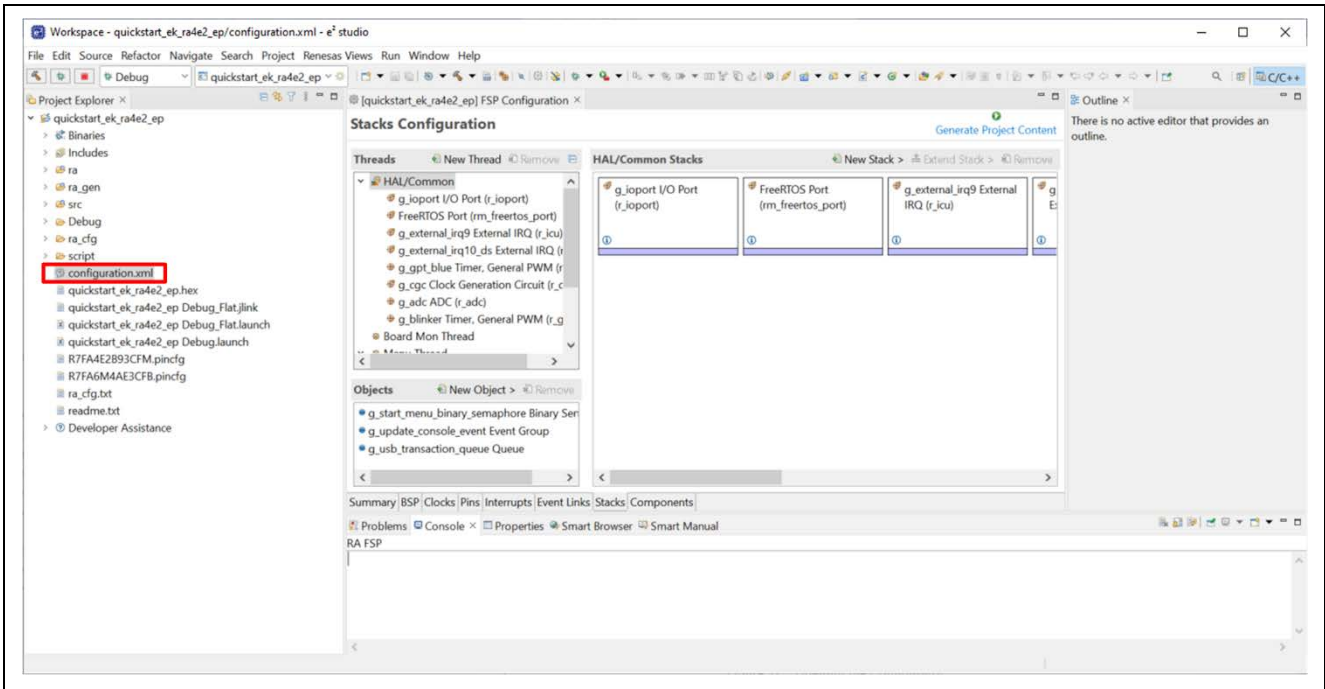 Workspace - quickstart_ek_ra4e2_ep/configuration.xml - e² studio
File Edit Source Refactor Navigate Search Project Renesas Views Run Window Help
Debug
quickstart_ek_ra4e2_ep
C/C++
Project Explorer
quickstart_ek_ra4e2_ep
Binaries
Includes
ra
ra_gen
src
Debug
ra_cfg
script
configuration.xml
quickstart_ek_ra4e2_ep.hex
quickstart_ek_ra4e2_ep Debug_Flat.jlink
quickstart_ek_ra4e2_ep Debug_Flat.launch
quickstart_ek_ra4e2_ep Debug.launch
R7FA4E2B93CFM.pincfg
R7FA6M4AE3CFB.pincfg
ra_cfg.txt
readme.txt
Developer Assistance
[quickstart_ek_ra4e2_ep] FSP Configuration
Stacks Configuration
Generate Project Content
Threads
New Thread
Remove
HAL/Common
g_ioport I/O Port (r_ioport)
FreeRTOS Port (rm_freertos_port)
g_external_irq9 External IRQ (r_icu)
g_external_irq10_ds External IRQ (r
g_gpt_blue Timer, General PWM (r
g_cgc Clock Generation Circuit (r_c
g_adc ADC (r_adc)
g_blinker Timer, General PWM (r_g
Board Mon Thread
Menu Thread
Objects
New Object >
Remove
g_start_menu_binary_semaphore Binary Sen
g_update_console_event Event Group
g_usb_transaction_queue Queue
HAL/Common Stacks
New Stack >
Extend Stack >
Remove
g_ioport I/O Port
(r_ioport)
FreeRTOS Port
(rm_freertos_port)
g_external_irq9 External
IRQ (r_icu)
g
E
Summary BSP Clocks Pins Interrupts Event Links Stacks Components
Problems Console Properties Smart Browser Smart Manual
RA FSP
Outline
There is no active editor that provides an
outline.